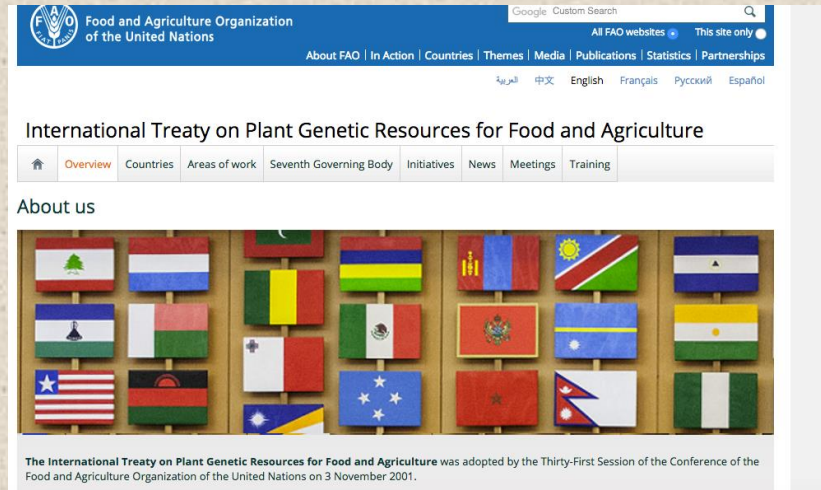 F A O
FIAT PANIS
Food and Agriculture Organization
of the United Nations
Google Custom Search
All FAO websites
This site only
About FAO | In Action | Countries | Themes | Media | Publications | Statistics | Partnerships
العربية 中文 English Français Русский Español
International Treaty on Plant Genetic Resources for Food and Agriculture
Overview Countries Areas of work Seventh Governing Body Initiatives News Meetings Training
About us
The International Treaty on Plant Genetic Resources for Food and Agriculture was adopted by the Thirty-First Session of the Conference of the
Food and Agriculture Organization of the United Nations on 3 November 2001.